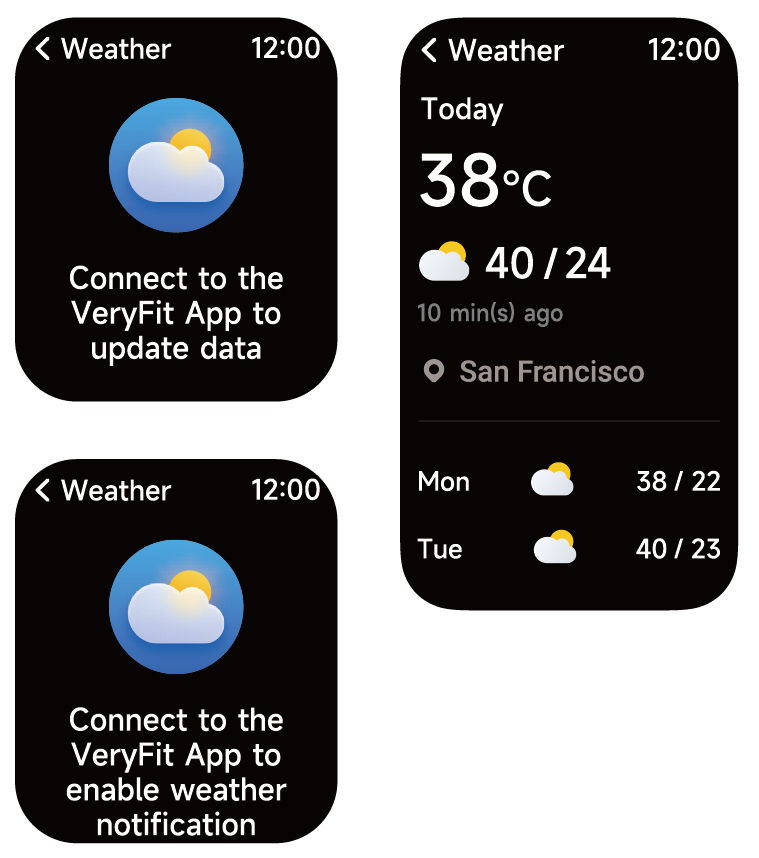 Weather 12:00
Connect to the
VeryFit App to
update data
Weather 12:00
Today
38°C
40 / 24
10 min(s) ago
San Francisco
Mon 38 / 22
Tue 40 / 23
Weather 12:00
Connect to the
VeryFit App to
enable weather
notification